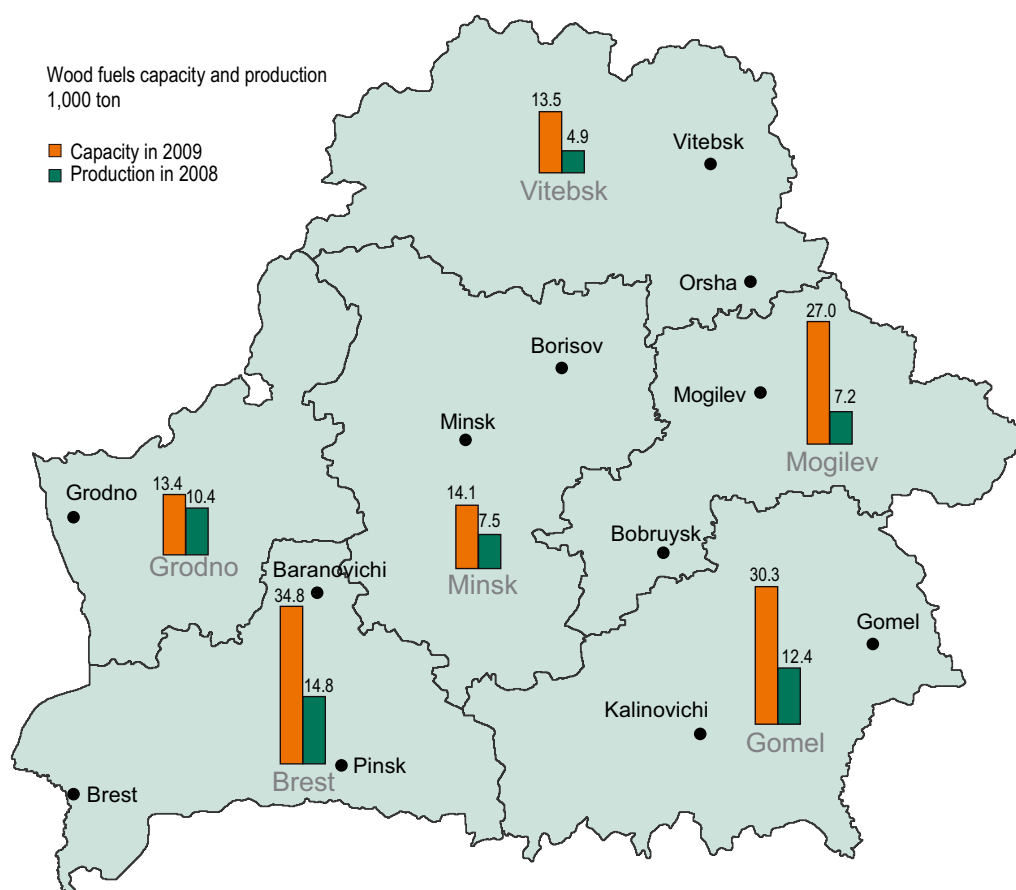 Wood fuels capacity and production
1,000 ton
Capacity in 2009
Production in 2008
13.5
4.9
Vitebsk
Vitebsk
Orsha
27.0
7.2
Mogilev
Mogilev
Borisov
Minsk
14.1
7.5
Minsk
Grodno
13.4
10.4
Grodno
Bobruysk
Baranovichi
34.8
14.8
Brest
Pinsk
Brest
30.3
12.4
Gomel
Gomel
Kalinovichi